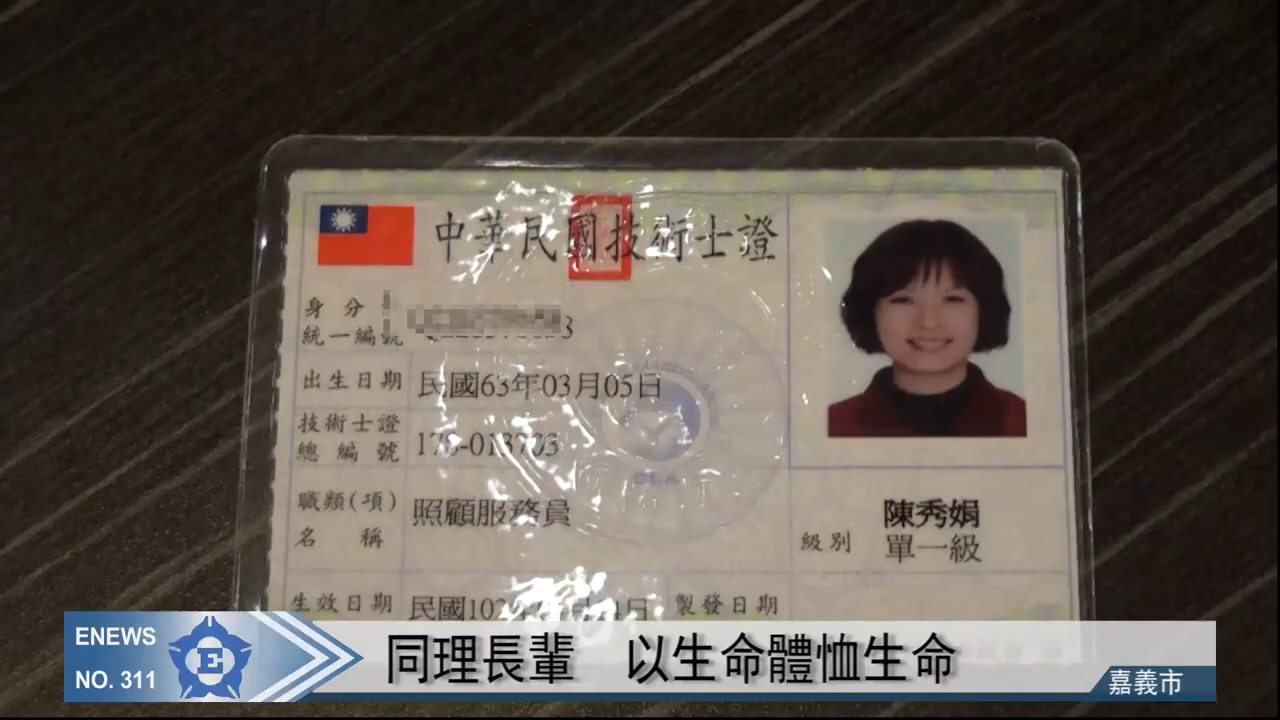 中華民國技術士證
身分
統一編號
出生日期 民國63年03月05日
技術士證
總編號 178-013703
職類(項)
名稱 照顧服務員
陳秀娟
級別 單一級
生效日期 製發日期
ENEWS
NO. 311
E
同理長輩 以生命體恤生命
嘉義市